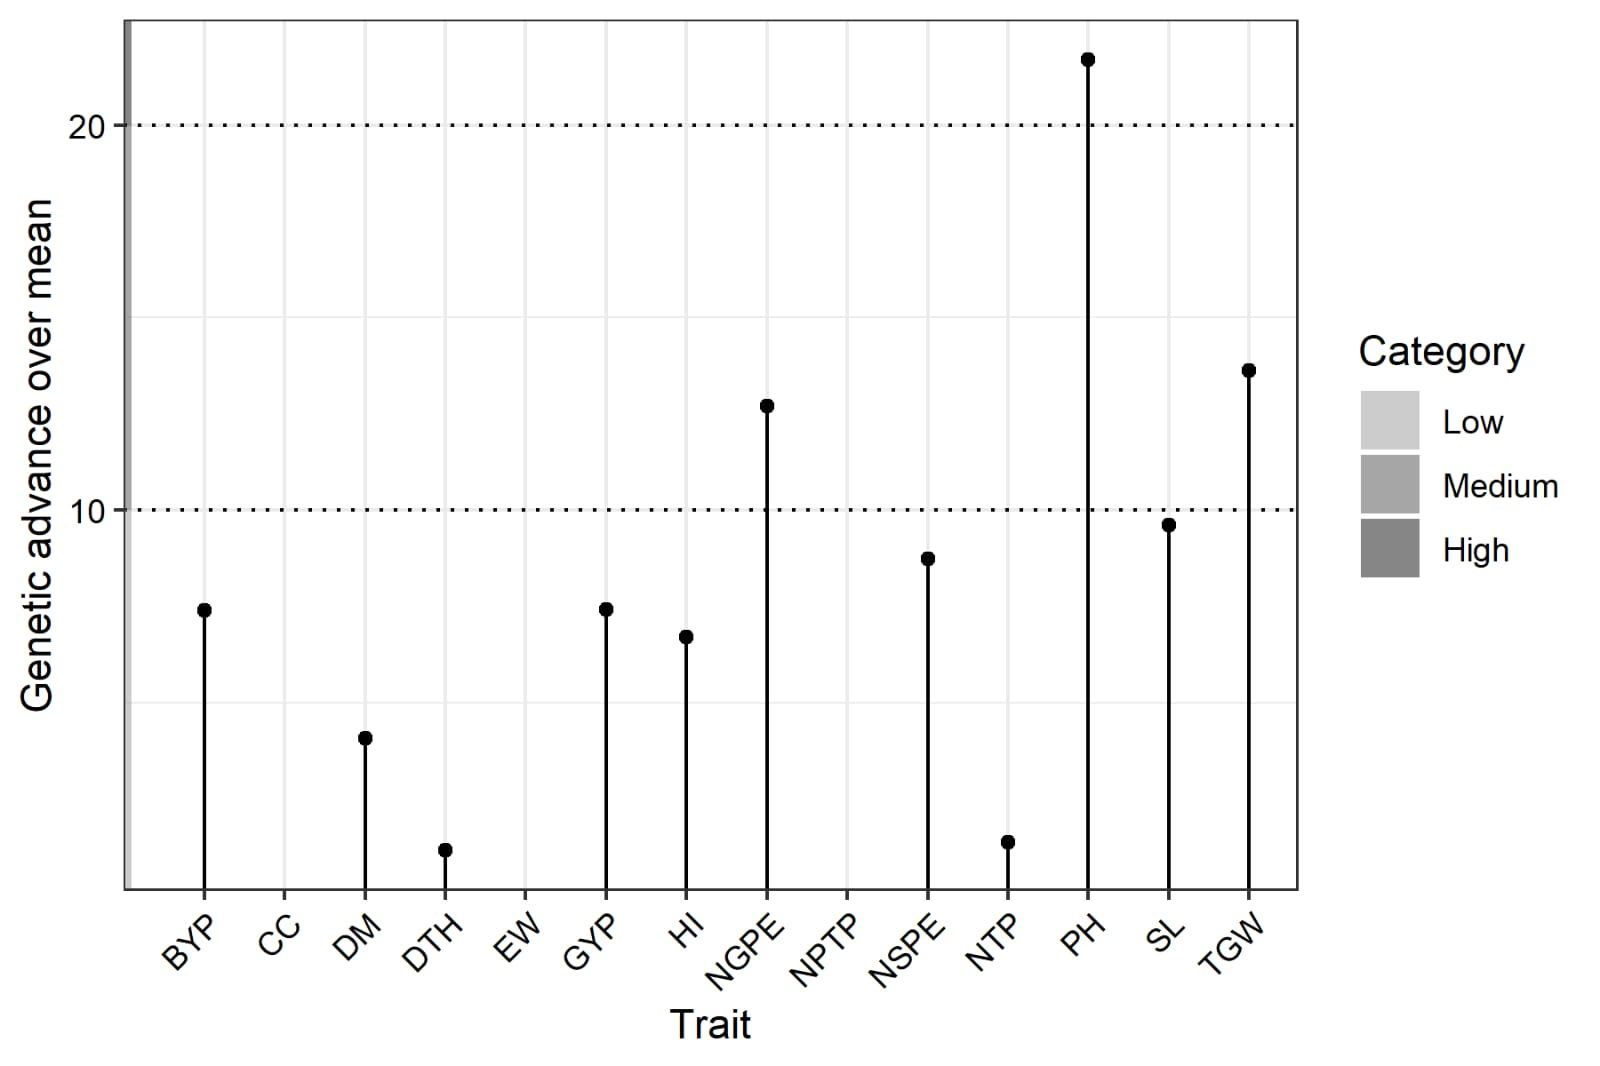 Genetic advance over mean
20
10
BYP
CC
DM
DTH
EW
GYP
HI
NGPE
NPTP
NSPE
NTP
PH
SL
TGW
Trait
Category
Low
Medium
High